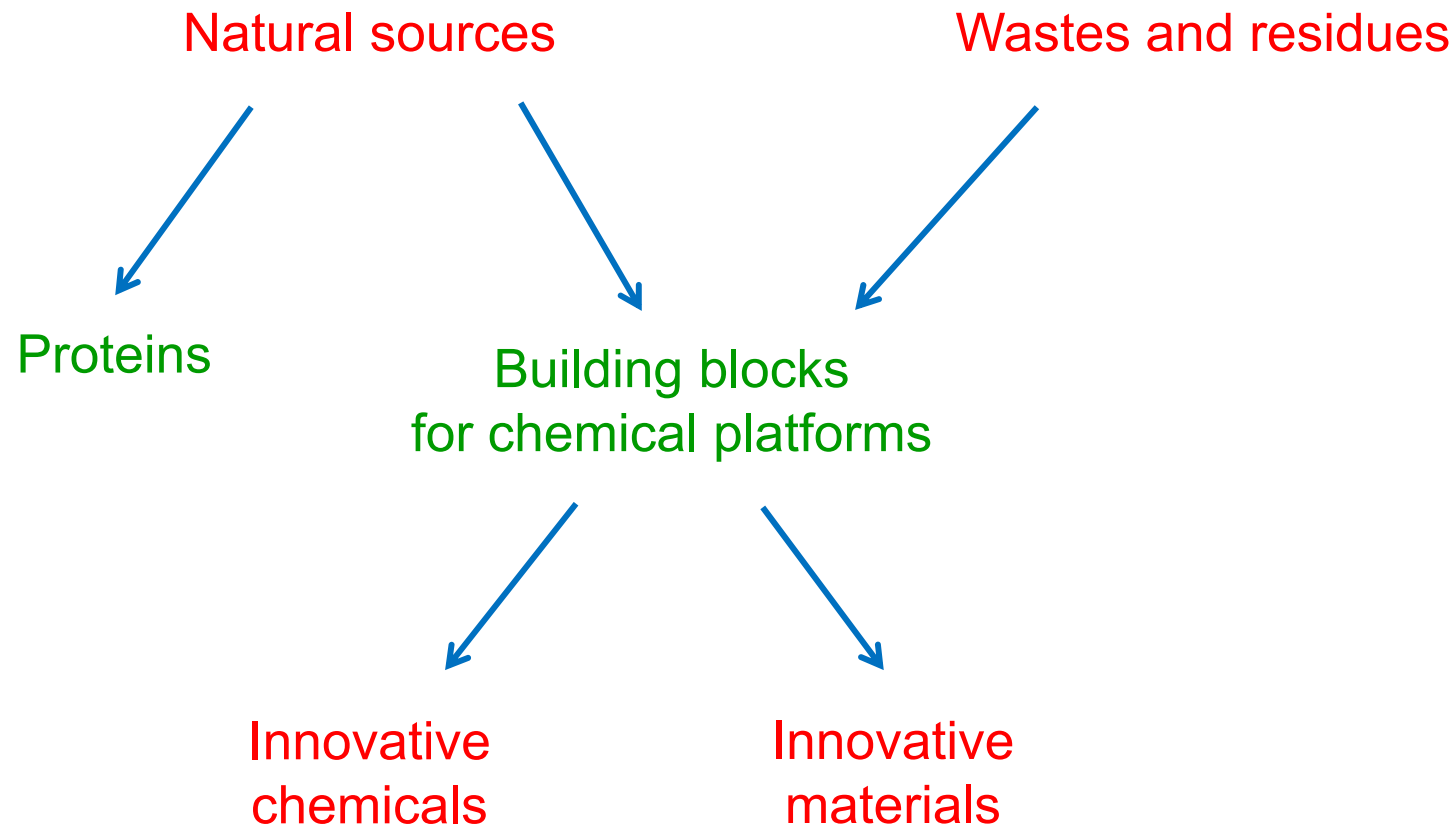 Natural sources
Wastes and residues
Proteins
Building blocks
for chemical platforms
Innovative
chemicals
Innovative
materials